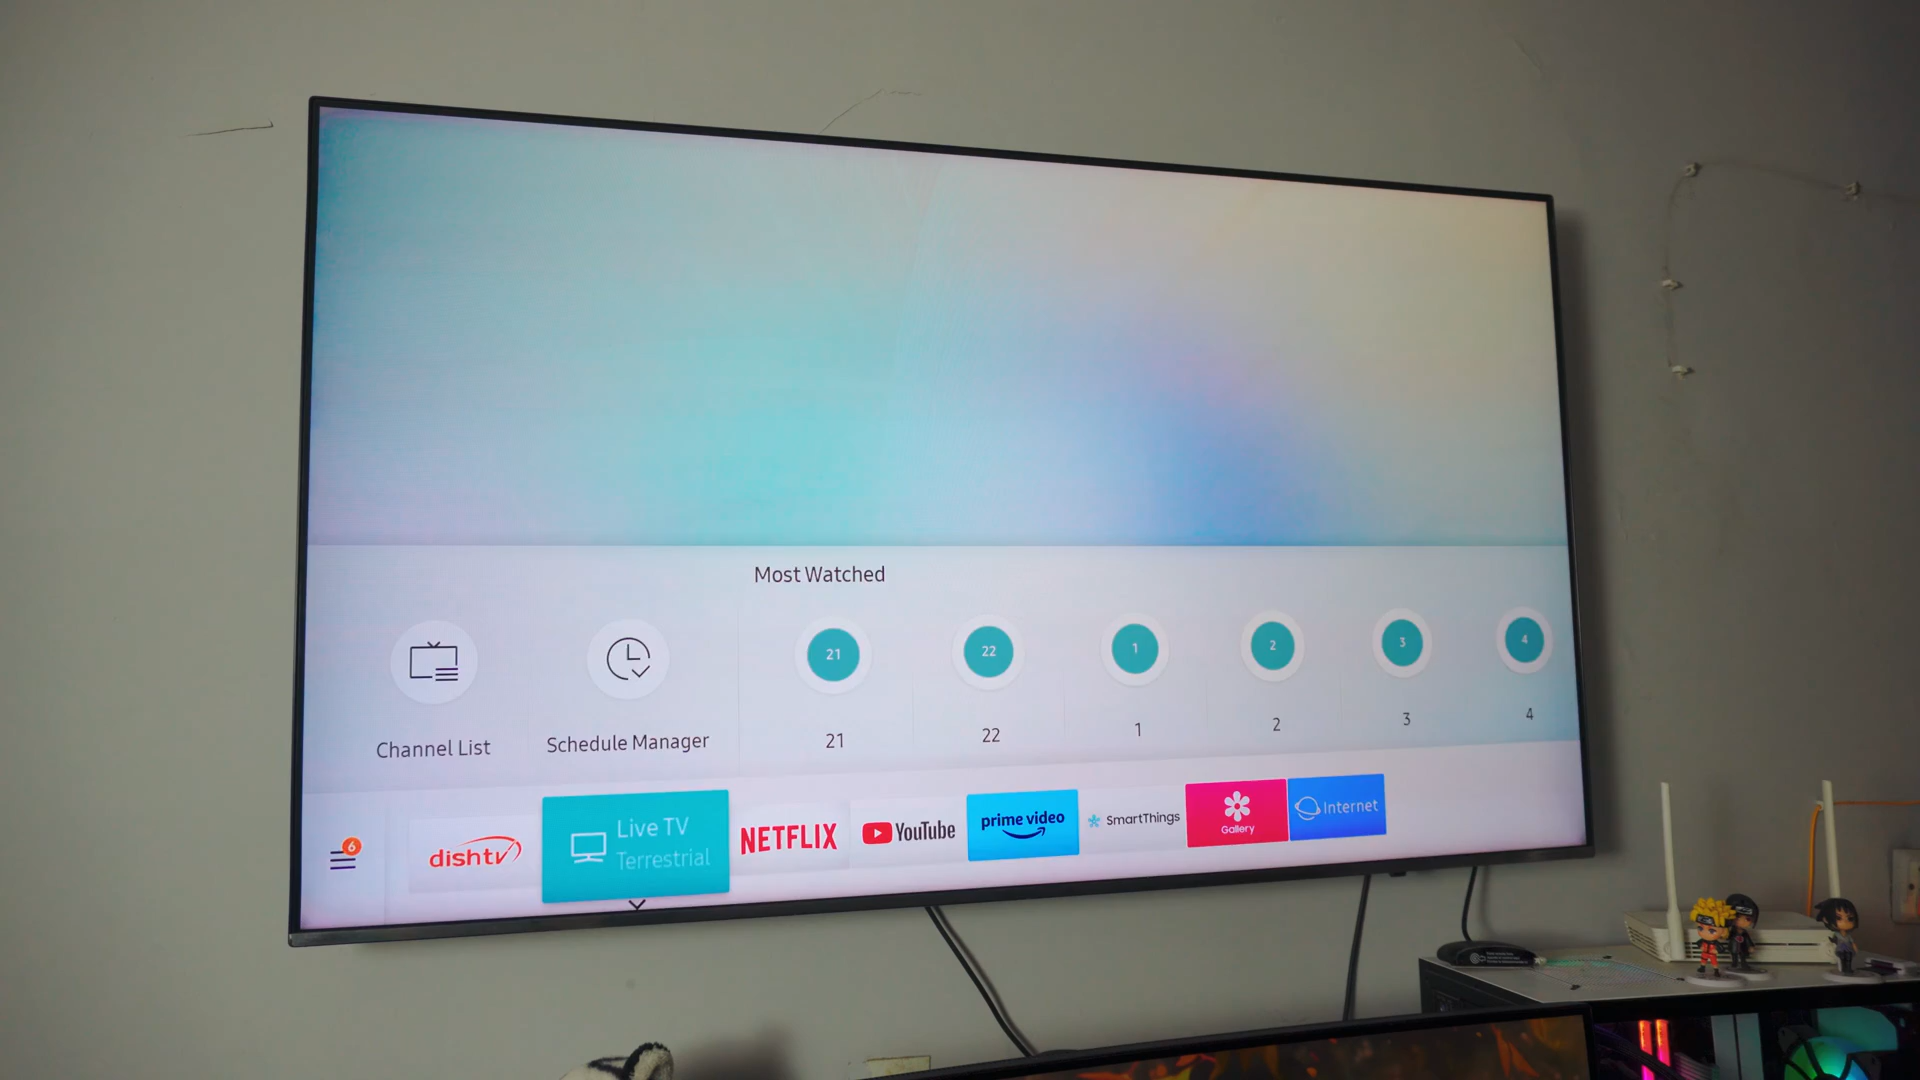 Most Watched
21
22
1
2
3
4
Channel List
Schedule Manager
21
22
1
2
3
4
6
dishtv
Live TV
Terrestrial
NETFLIX
YouTube
prime video
SmartThings
Gallery
Internet